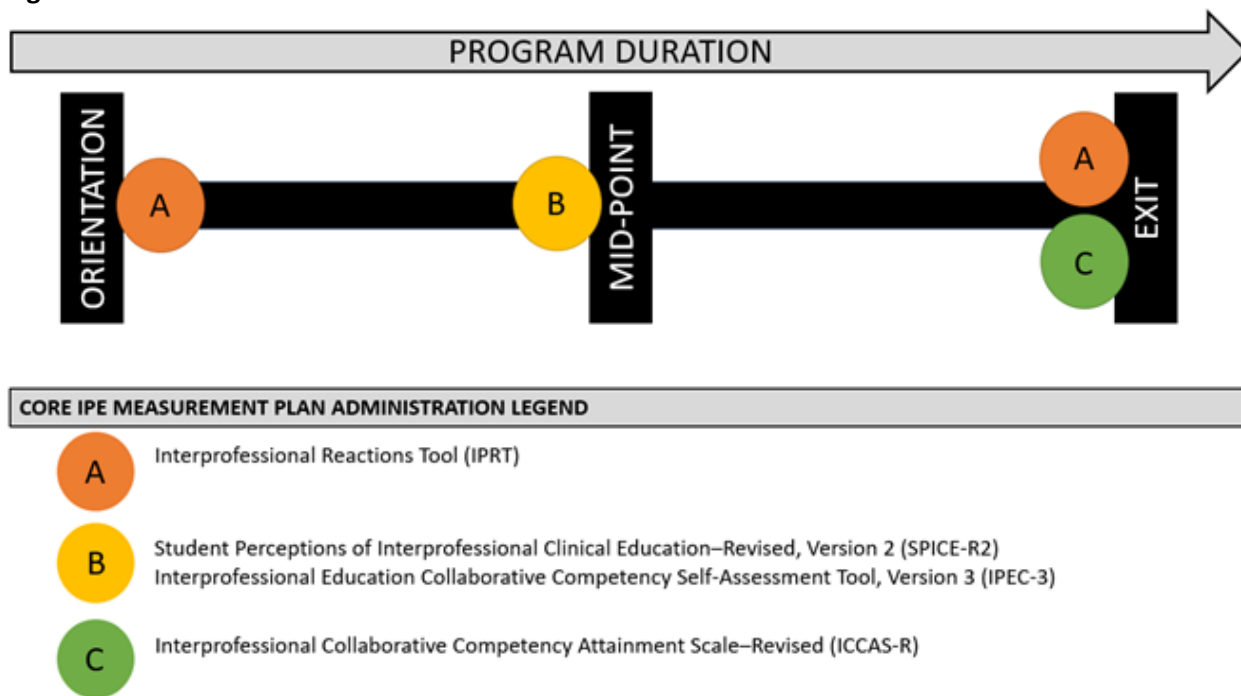 PROGRAM DURATION
ORIENTATION
A
B
MID-POINT
A
C
EXIT
CORE IPE MEASUREMENT PLAN ADMINISTRATION LEGEND
A
Interprofessional Reactions Tool (IPRT)
B
Student Perceptions of Interprofessional Clinical Education–Revised, Version 2 (SPICE-R2)
Interprofessional Education Collaborative Competency Self-Assessment Tool, Version 3 (IPEC-3)
C
Interprofessional Collaborative Competency Attainment Scale–Revised (ICCAS-R)